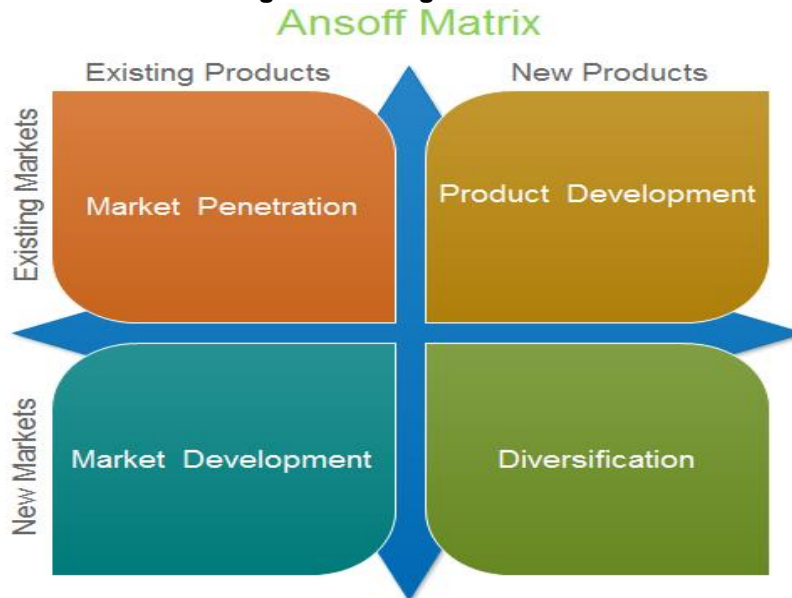 Ansoff Matrix
Existing Products
New Products
Existing Markets
Market Penetration
Product Development
New Markets
Market Development
Diversification